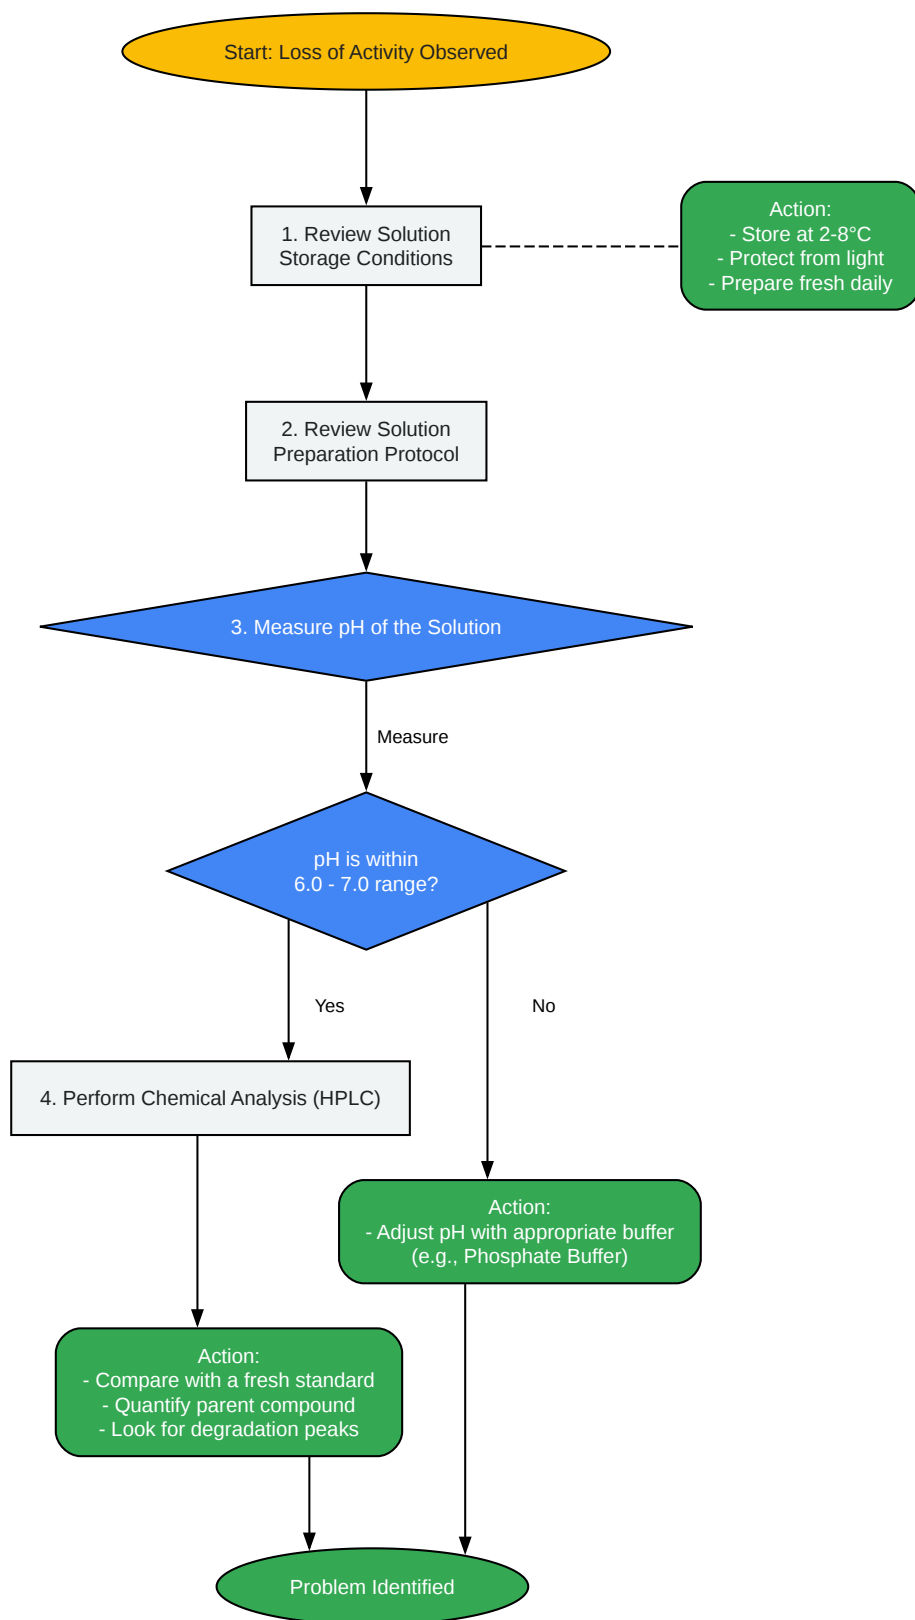 Start: Loss of Activity Observed
1. Review Solution
Storage Conditions
Action:
- Store at 2-8°C
- Protect from light
- Prepare fresh daily
2. Review Solution
Preparation Protocol
3. Measure pH of the Solution
Measure
pH is within
6.0 - 7.0 range?
Yes
No
4. Perform Chemical Analysis (HPLC)
Action:
- Adjust pH with appropriate buffer
(e.g., Phosphate Buffer)
Action:
- Compare with a fresh standard
- Quantify parent compound
- Look for degradation peaks
Problem Identified